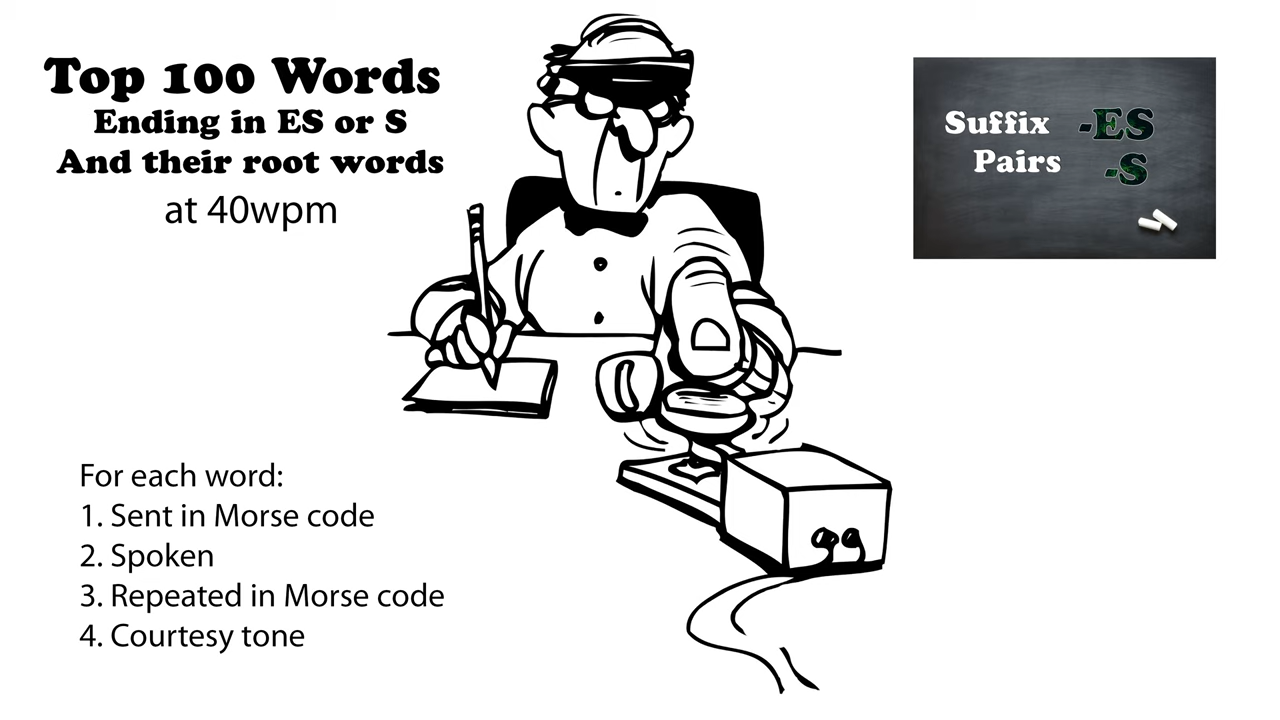 Top 100 Words
Ending in ES or S
And their root words
at 40wpm
Suffix -ES
Pairs -S
For each word:
1. Sent in Morse code
2. Spoken
3. Repeated in Morse code
4. Courtesy tone